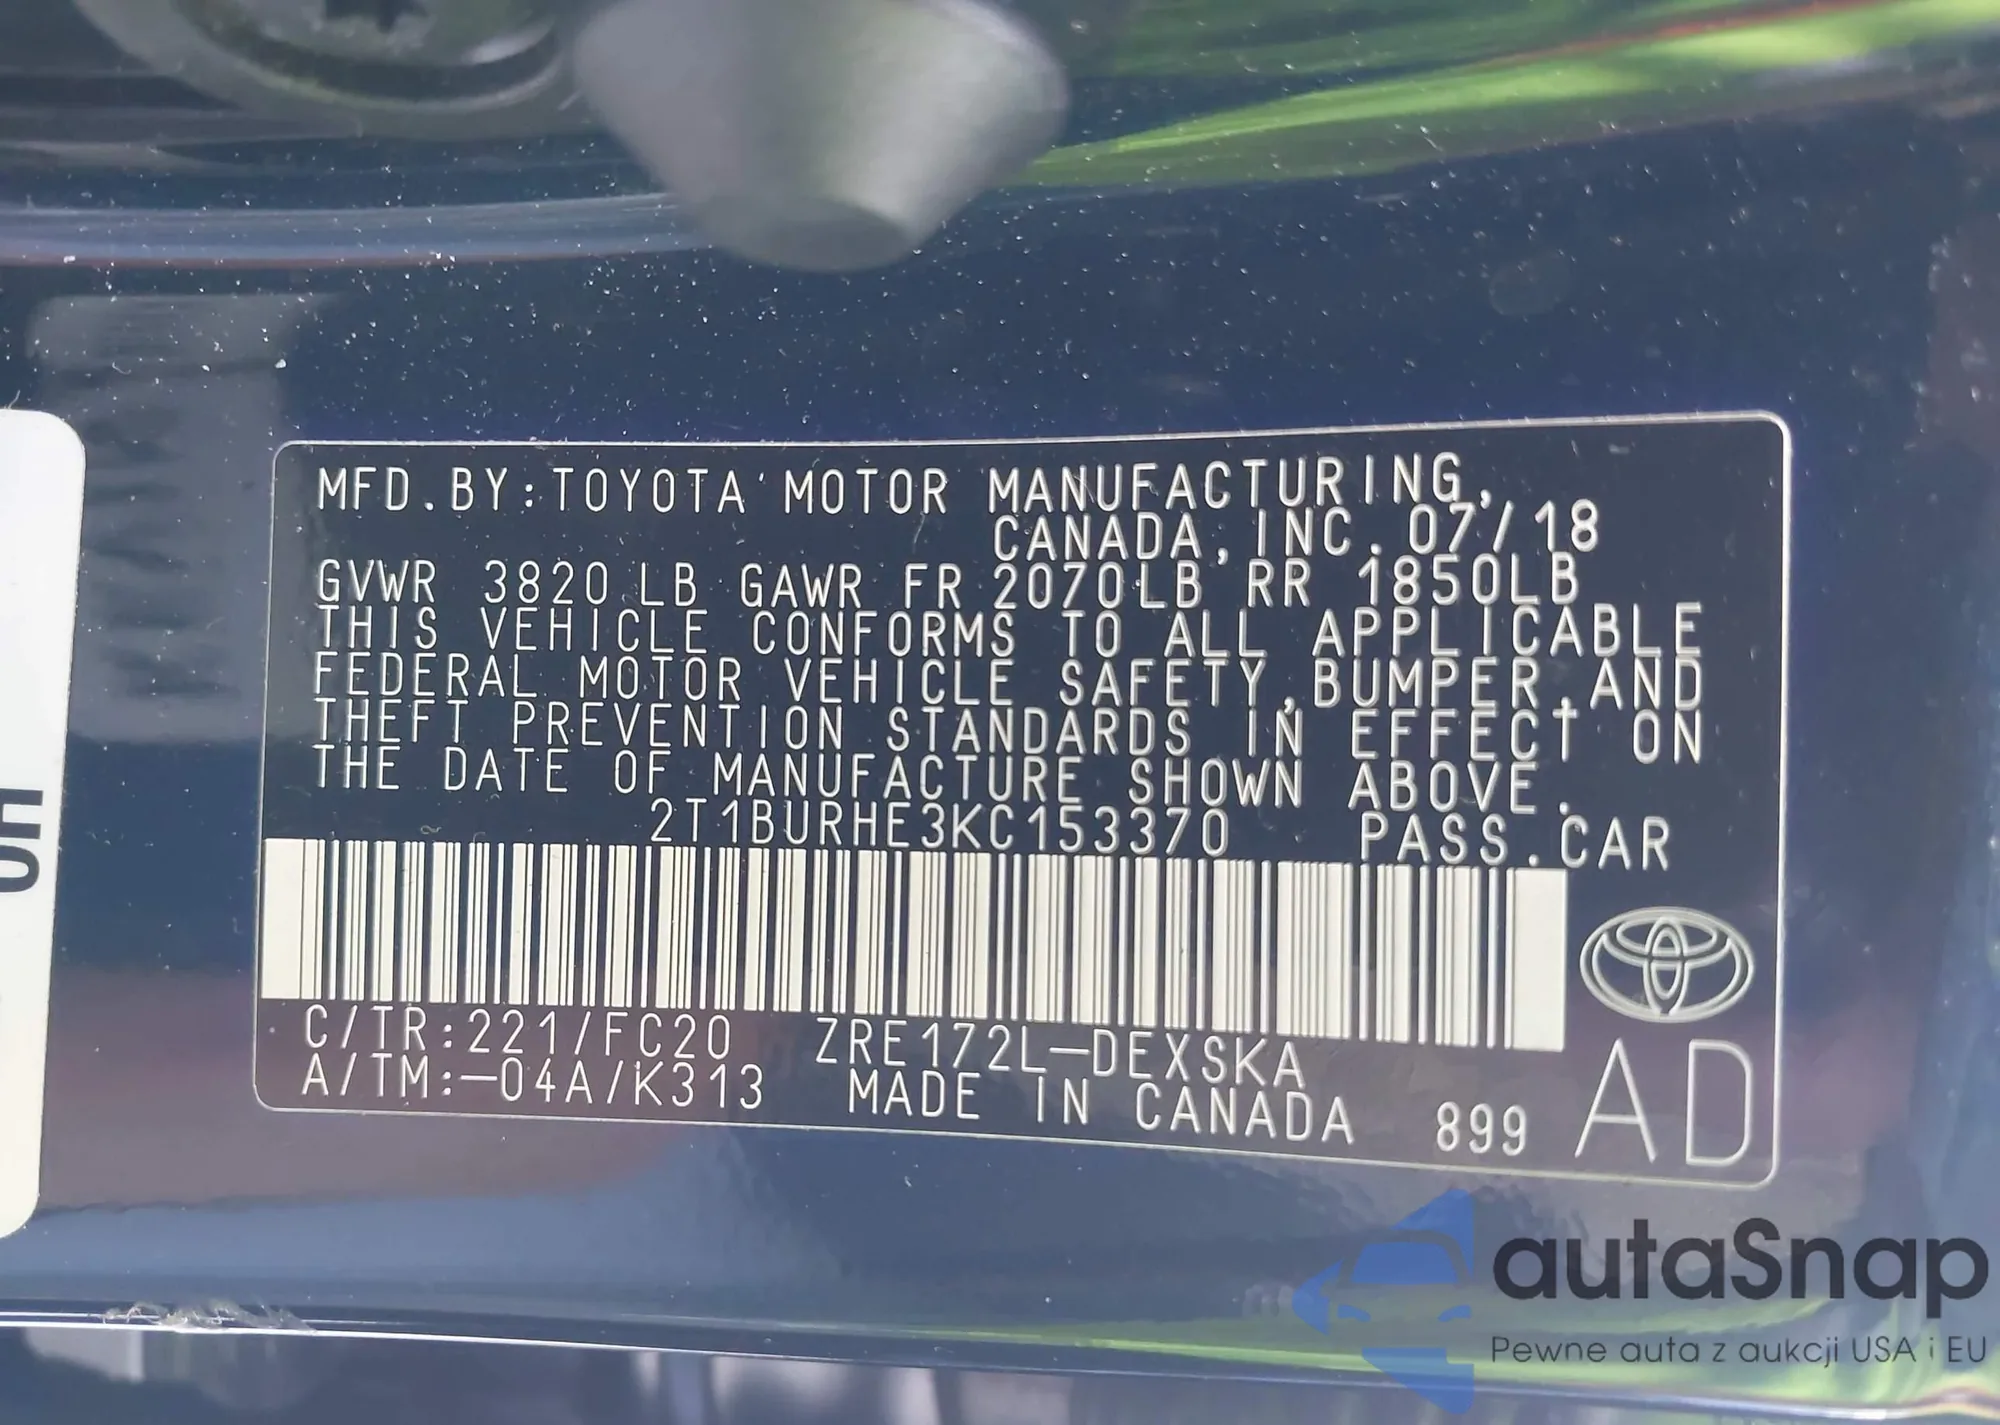 MFD.BY:TOYOTA MOTOR MANUFACTURING,
CANADA,INC.07/18
GVWR 3820LB GAWR FR 2070LB RR 1850LB
THIS VEHICLE CONFORMS TO ALL APPLICABLE
FEDERAL MOTOR VEHICLE SAFETY,BUMPER,AND
THEFT PREVENTION STANDARDS IN EFFECT ON
THE DATE OF MANUFACTURE SHOWN ABOVE.
2T1BURHE3KC153370 PASS.CAR
C/TR:221/FC20 ZRE172L-DEXSKA
A/TM:-04A/K313 MADE IN CANADA 899 AD
autaSnap
Pewne auta z aukcji USA i EU